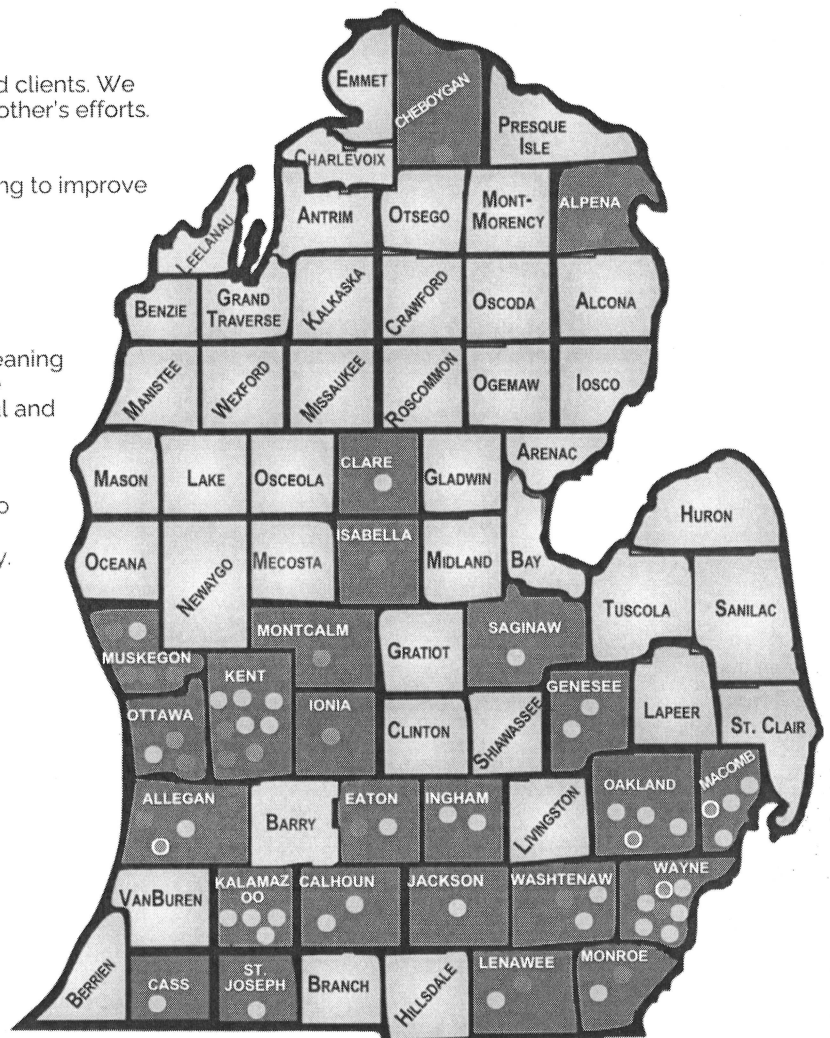 d clients. We
other's efforts.
ng to improve
eaning
al and
o
y.
EMMET
CHEBOYGAN
PRESQUE
ISLE
CHARLEVOIX
LEELANAU
ANTRIM
OTSEGO
MONT-
MORENCY
ALPENA
BENZIE
GRAND
TRAVERSE
KALKASKA
CRAWFORD
OSCODA
ALCONA
MANISTEE
WEXFORD
MISSAUKEE
ROSCOMMON
OGEMAW
IOSCO
MASON
LAKE
OSCEOLA
CLARE
GLADWIN
ARENAC
HURON
OCEANA
NEWAYGO
MECOSTA
ISABELLA
MIDLAND
BAY
TUSCOLA
SANILAC
MUSKEGON
MONTCALM
GRATIOT
SAGINAW
OTTAWA
KENT
IONIA
CLINTON
SHIAWASSEE
GENESEE
LAPEER
ST. CLAIR
ALLEGAN
BARRY
EATON
INGHAM
LIVINGSTON
OAKLAND
MACOMB
VANBUREN
KALAMAZ
OO
CALHOUN
JACKSON
WASHTENAW
WAYNE
BERRIEN
CASS
ST.
JOSEPH
BRANCH
HILLSDALE
LENAWEE
MONROE